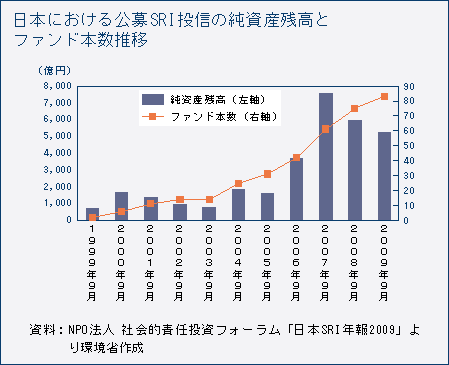 日本における公募SRI投信の純資産残高と
ファンド本数推移
（億円）
8,000
7,000
6,000
5,000
4,000
3,000
2,000
1,000
0
純資産残高（左軸）
ファンド本数（右軸）
90
80
70
60
50
40
30
20
10
0
1999年9月
2000年9月
2001年9月
2002年9月
2003年9月
2004年9月
2005年9月
2006年9月
2007年9月
2008年9月
2009年9月
資料：NPO法人 社会的責任投資フォーラム「日本SRI年報2009」よ
り環境省作成